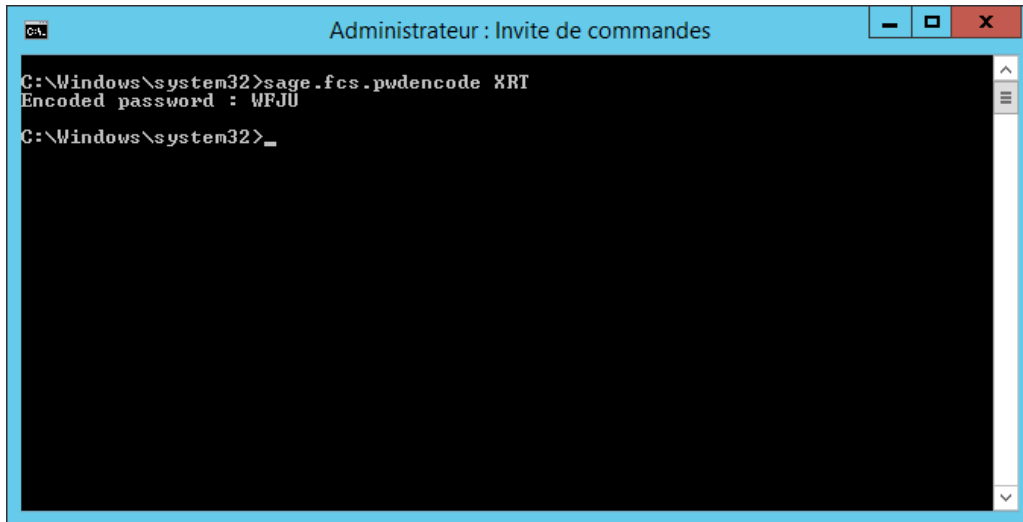 Administrateur : Invite de commandes
C:\Windows\system32>sage.fcs.pwdencode XRT
Encoded password : WFJU
C:\Windows\system32>_